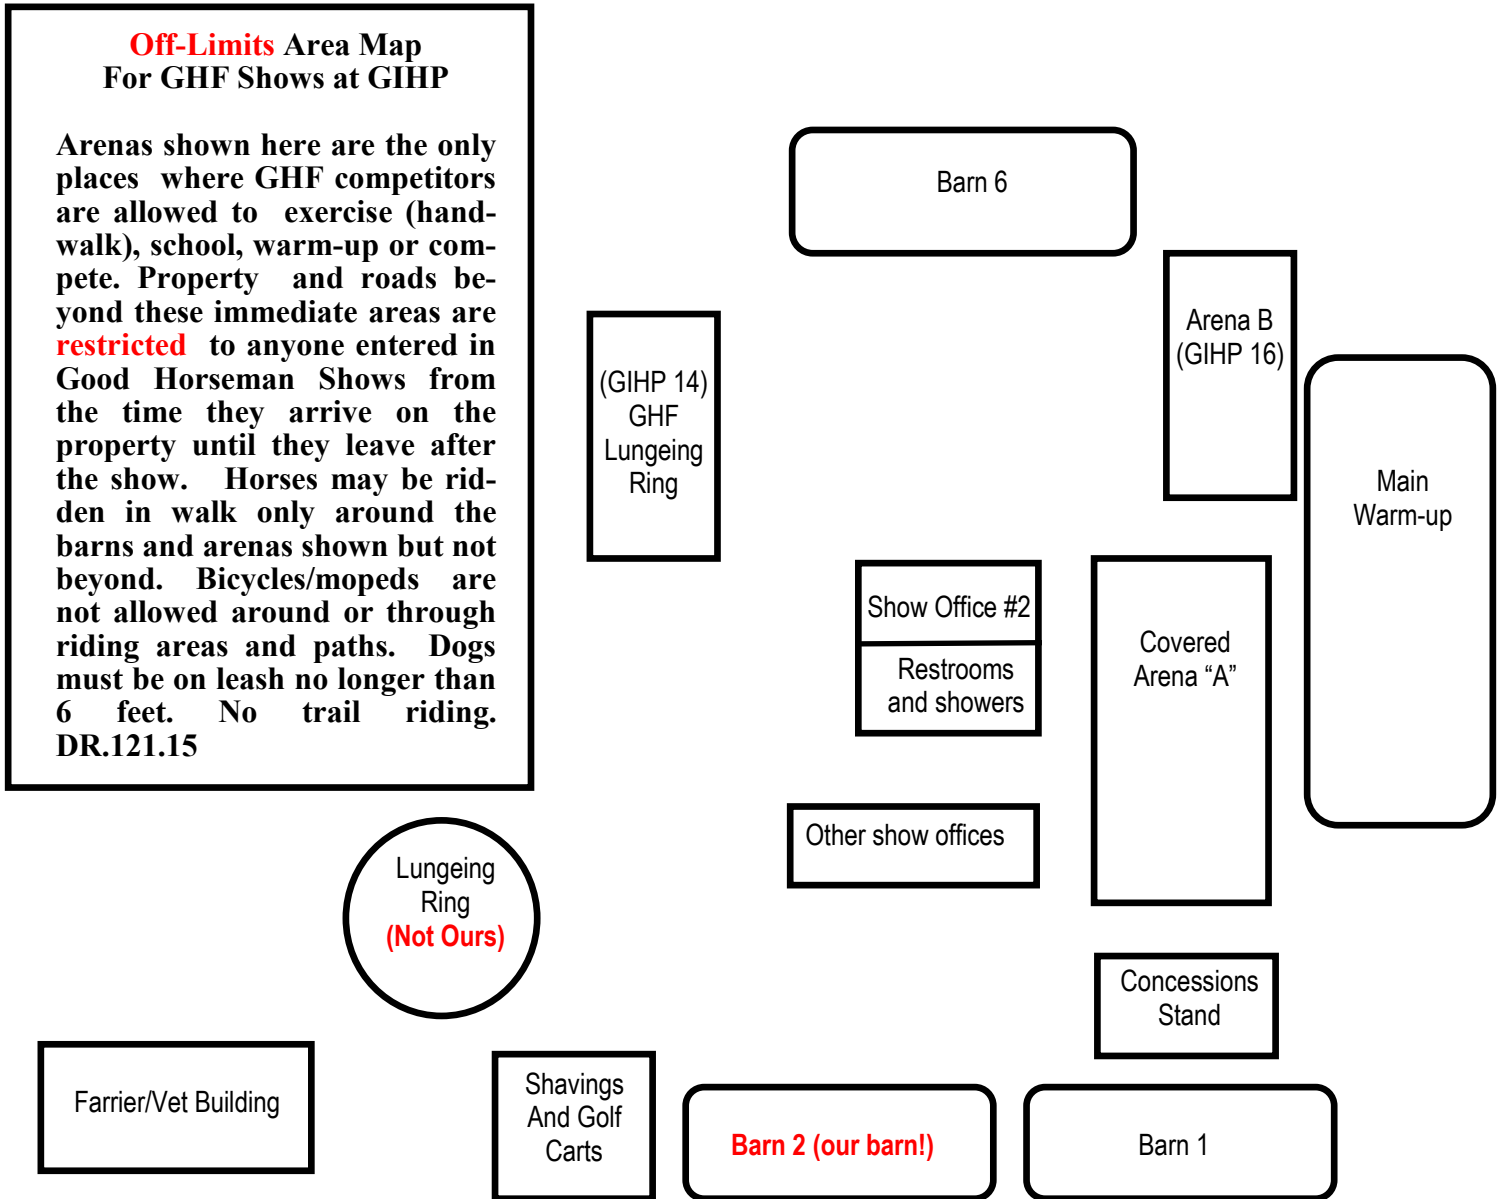 Off-Limits Area Map
For GHF Shows at GIHP
Arenas shown here are the only
places where GHF competitors
are allowed to exercise (hand-
walk), school, warm-up or com-
pete. Property and roads be-
yond these immediate areas are
restricted to anyone entered in
Good Horseman Shows from
the time they arrive on the
property until they leave after
the show. Horses may be rid-
den in walk only around the
barns and arenas shown but not
beyond. Bicycles/mopeds are
not allowed around or through
riding areas and paths. Dogs
must be on leash no longer than
6 feet. No trail riding.
DR.121.15
Barn 6
Arena B
(GIHP 16)
(GIHP 14)
GHF
Lungeing
Ring
Main
Warm-up
Show Office #2
Restrooms
and showers
Covered
Arena “A”
Other show offices
Lungeing
Ring
(Not Ours)
Concessions
Stand
Farrier/Vet Building
Shavings
And Golf
Carts
Barn 2 (our barn!)
Barn 1